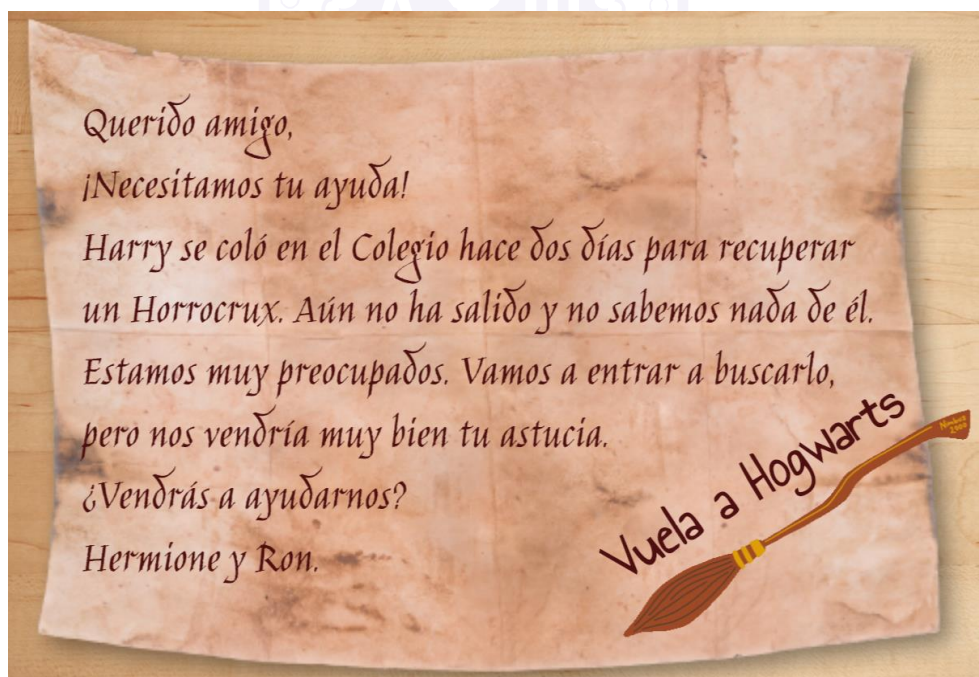 Querido amigo,
¡Necesitamos tu ayuda!
Harry se coló en el Colegio hace dos días para recuperar
un Horrocrux. Aún no ha salido y no sabemos nada de él.
Estamos muy preocupados. Vamos a entrar a buscarlo,
pero nos vendría muy bien tu astucia.
¿Vendrás a ayudarnos?
Hermione y Ron.
Vuela a Hogwarts
Nimbus
2000